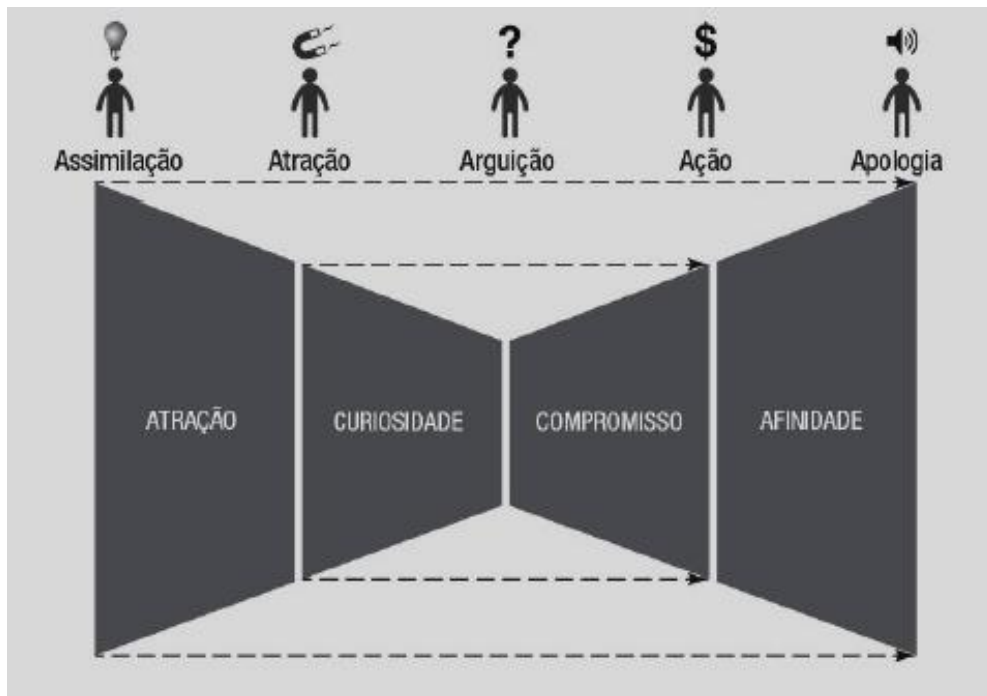 ? $
Assimilação Atração Arguição Ação Apologia
ATRAÇÃO CURIOSIDADE COMPROMISSO AFINIDADE